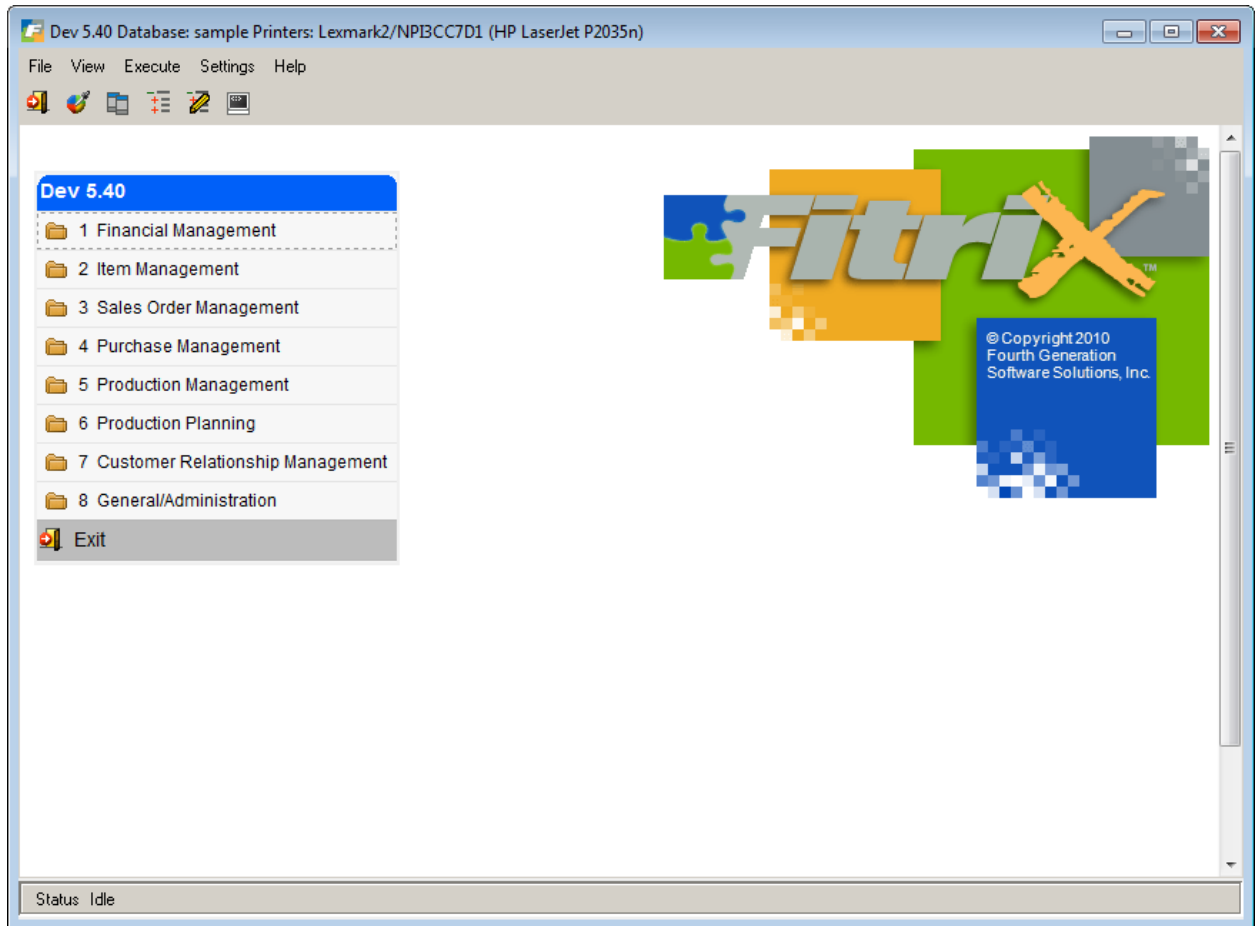 Dev 5.40 Database: sample Printers: Lexmark2/NPI3CC7D1 (HP LaserJet P2035n)
File View Execute Settings Help
Dev 5.40
1 Financial Management
2 Item Management
3 Sales Order Management
4 Purchase Management
5 Production Management
6 Production Planning
7 Customer Relationship Management
8 General/Administration
Exit
Fitrix™
© Copyright 2010
Fourth Generation
Software Solutions, Inc.
Status Idle